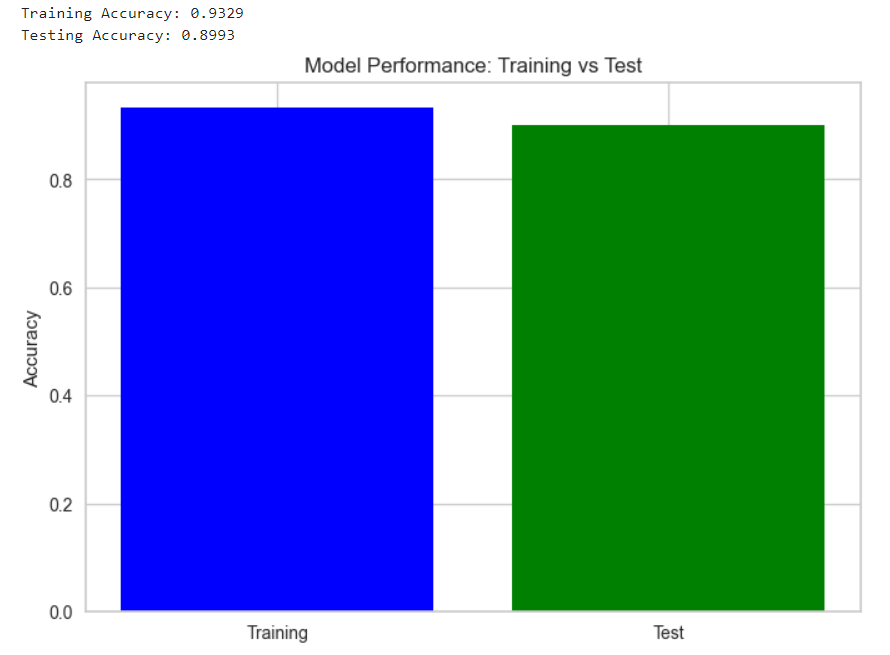 Training Accuracy: 0.9329
Testing Accuracy: 0.8993
Model Performance: Training vs Test
Accuracy
0.8
0.6
0.4
0.2
0.0
Training
Test